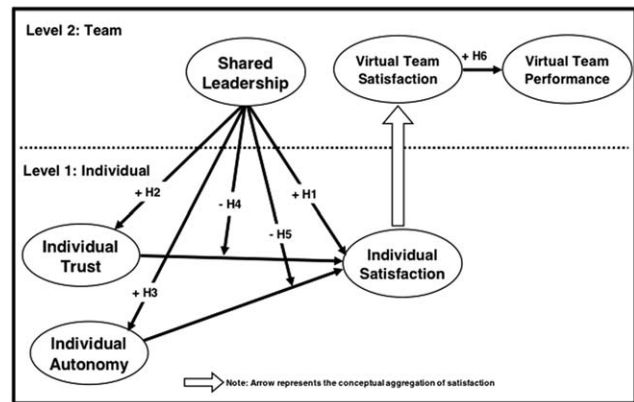 Level 2: Team
Shared
Leadership
Virtual Team
Satisfaction
+ H6
Virtual Team
Performance
Level 1: Individual
+ H2
- H4
+ H1
- H5
Individual
Trust
Individual
Satisfaction
+ H3
Individual
Autonomy
Note: Arrow represents the conceptual aggregation of satisfaction